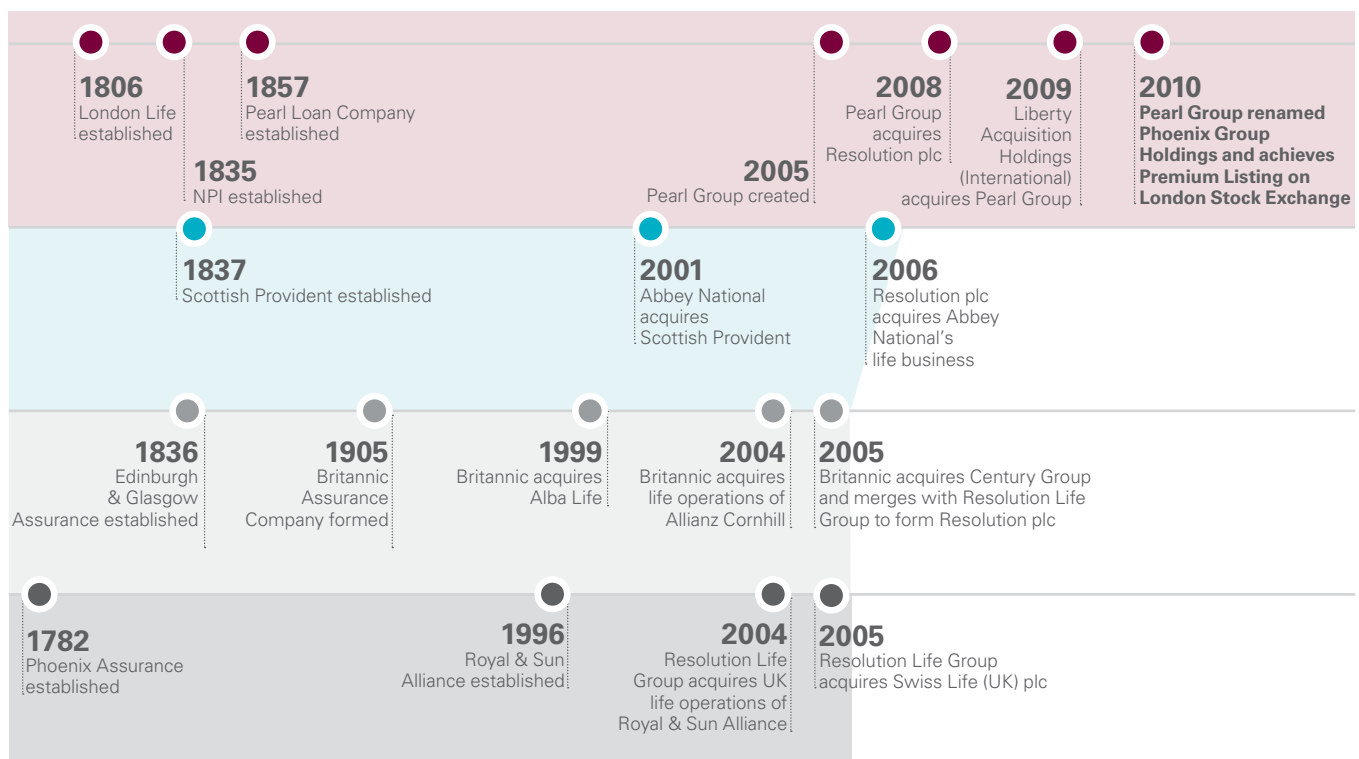 1806
London Life
established
1835
NPI established
1857
Pearl Loan Company
established
2005
Pearl Group created
2008
Pearl Group
acquires
Resolution plc
2009
Liberty
Acquisition
Holdings
(International)
acquires Pearl Group
2010
Pearl Group renamed
Phoenix Group
Holdings and achieves
Premium Listing on
London Stock Exchange
1837
Scottish Provident established
2001
Abbey National
acquires
Scottish Provident
2006
Resolution plc
acquires Abbey
National's
life business
1836
Edinburgh
& Glasgow
Assurance established
1905
Britannic
Assurance
Company formed
1999
Britannic acquires
Alba Life
2004
Britannic acquires
life operations of
Allianz Cornhill
2005
Britannic acquires Century Group
and merges with Resolution Life
Group to form Resolution plc
1782
Phoenix Assurance
established
1996
Royal & Sun
Alliance established
2004
Resolution Life
Group acquires UK
life operations of
Royal & Sun Alliance
2005
Resolution Life Group
acquires Swiss Life (UK) plc